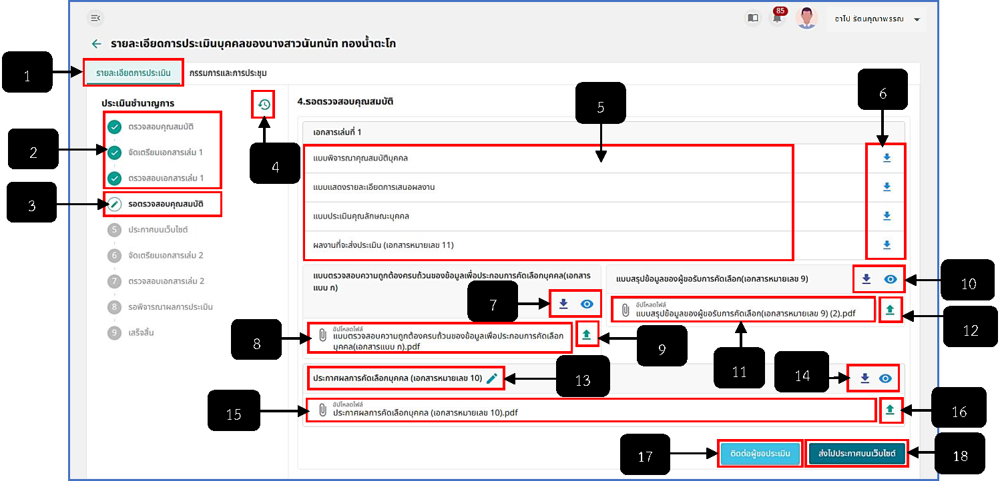 85
อาโป รัตนคุณาพรรณ
รายละเอียดการประเมินบุคคลของนางสาวนันทนัท ทองน้ำตะโก
1
รายละเอียดการประเมิน
กรรมการและการประชุม
ประเมินชำนาญการ
2
ตรวจสอบคุณสมบัติ
จัดเตรียมเอกสารเล่ม 1
ตรวจสอบเอกสารเล่ม 1
3
รอตรวจสอบคุณสมบัติ
5 ประกาศบนเว็บไซต์
6 จัดเตรียมเอกสารเล่ม 2
7 ตรวจสอบเอกสารเล่ม 2
8 รอพิจารณาผลการประเมิน
9 เสร็จสิ้น
4
4.รอตรวจสอบคุณสมบัติ
5
6
เอกสารเล่มที่ 1
แบบพิจารณาคุณสมบัติบุคคล
แบบแสดงรายละเอียดการเสนอผลงาน
แบบประเมินคุณลักษณะบุคคล
ผลงานที่จะส่งประเมิน (เอกสารหมายเลข 11)
แบบตรวจสอบความถูกต้องครบถ้วนของข้อมูลเพื่อประกอบการคัดเลือกบุคคล(เอกสาร
แบบ ก)
7
8
อัปโหลดไฟล์
แบบตรวจสอบความถูกต้องครบถ้วนของข้อมูลเพื่อประกอบการคัดเลือก
บุคคล(เอกสารแบบ ก).pdf
9
แบบสรุปข้อมูลของผู้ขอรับการคัดเลือก(เอกสารหมายเลข 9)
10
อัปโหลดไฟล์
แบบสรุปข้อมูลของผู้ขอรับการคัดเลือก(เอกสารหมายเลข 9) (2).pdf
11
12
ประกาศผลการคัดเลือกบุคคล (เอกสารหมายเลข 10)
13
14
15
อัปโหลดไฟล์
ประกาศผลการคัดเลือกบุคคล (เอกสารหมายเลข 10).pdf
16
17
ติดต่อผู้ขอประเมิน
ส่งไปประกาศบนเว็บไซต์
18